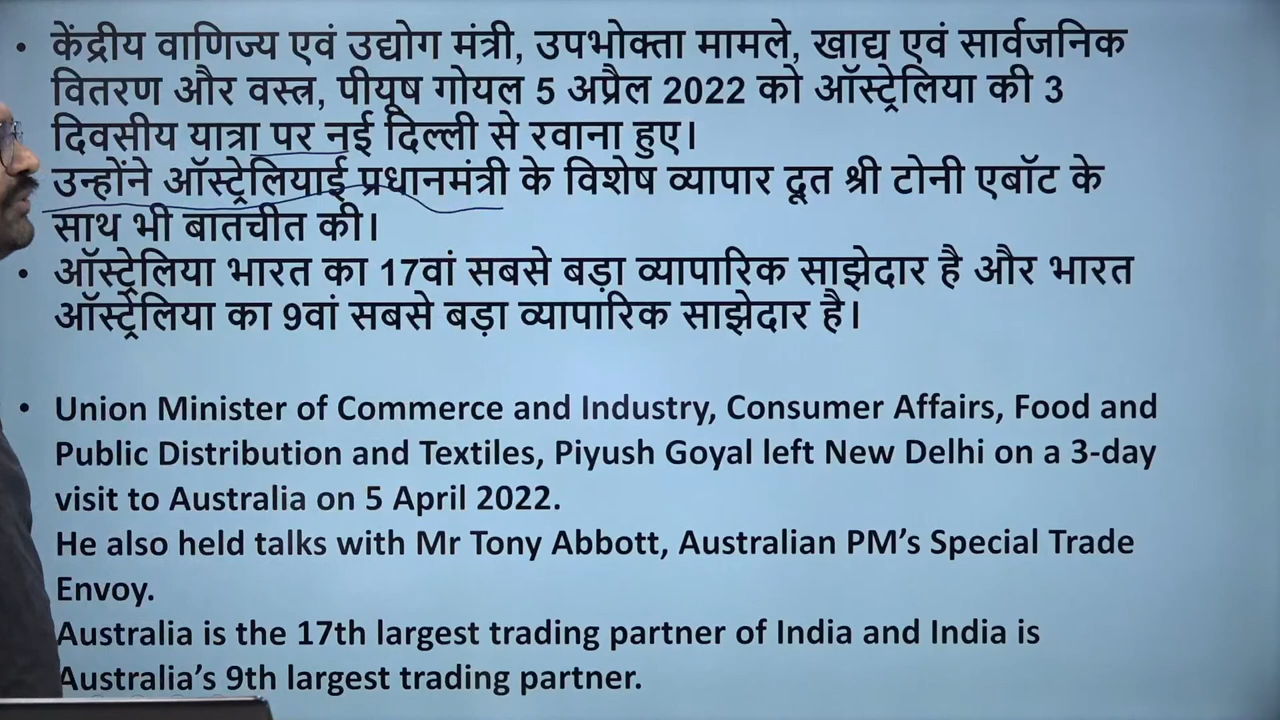 • केंद्रीय वाणिज्य एवं उद्योग मंत्री, उपभोक्ता मामले, खाद्य एवं सार्वजनिक
वितरण और वस्त्र, पीयूष गोयल 5 अप्रैल 2022 को ऑस्ट्रेलिया की 3
दिवसीय यात्रा पर नई दिल्ली से रवाना हुए।
उन्होंने ऑस्ट्रेलियाई प्रधानमंत्री के विशेष व्यापार दूत श्री टोनी एबॉट के
साथ भी बातचीत की।
• ऑस्ट्रेलिया भारत का 17वां सबसे बड़ा व्यापारिक साझेदार है और भारत
ऑस्ट्रेलिया का 9वां सबसे बड़ा व्यापारिक साझेदार है।
• Union Minister of Commerce and Industry, Consumer Affairs, Food and
Public Distribution and Textiles, Piyush Goyal left New Delhi on a 3-day
visit to Australia on 5 April 2022.
He also held talks with Mr Tony Abbott, Australian PM’s Special Trade
Envoy.
Australia is the 17th largest trading partner of India and India is
Australia’s 9th largest trading partner.